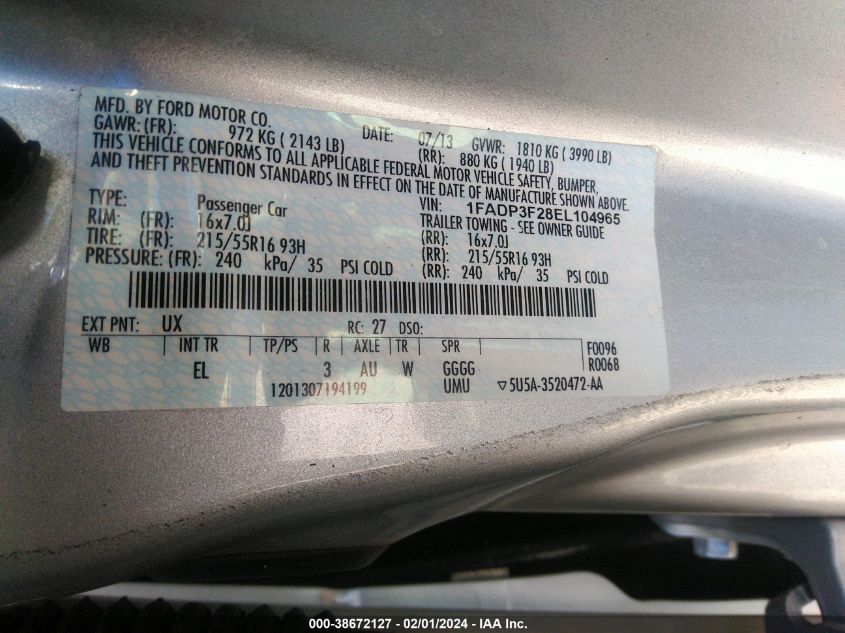 MFD. BY FORD MOTOR CO.
DATE: 07/13 GVWR: 1810 KG ( 3990 LB)
GAWR: (FR): 972 KG ( 2143 LB) (RR): 880 KG ( 1940 LB)
THIS VEHICLE CONFORMS TO ALL APPLICABLE FEDERAL MOTOR VEHICLE SAFETY, BUMPER,
AND THEFT PREVENTION STANDARDS IN EFFECT ON THE DATE OF MANUFACTURE SHOWN ABOVE.
VIN: 1FADP3F28EL104965
TYPE: Passenger Car TRAILER TOWING - SEE OWNER GUIDE
RIM: (FR): 16x7.0J (RR): 16x7.0J
TIRE: (FR): 215/55R16 93H (RR): 215/55R16 93H
PRESSURE: (FR): 240 kPa/ 35 PSI COLD (RR): 240 kPa/ 35 PSI COLD
EXT PNT: UX RC: 27 DSO:
WB INT TR TP/PS R AXLE TR SPR F0096
EL 3 AU W GGGG R0068
1201307194199 UMU ▽5U5A-3520472-AA
000-38672127 - 02/01/2024 - IAA Inc.